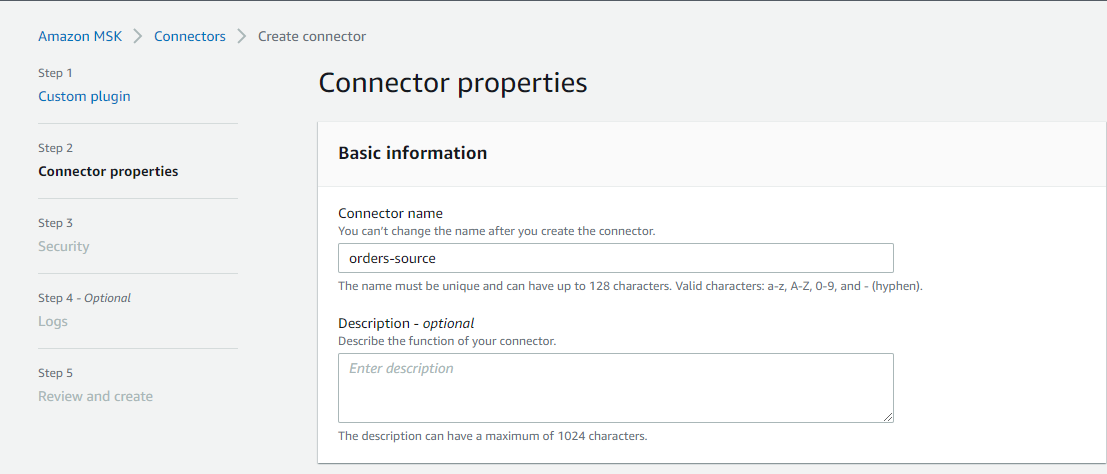 Amazon MSK > Connectors > Create connector
Step 1
Custom plugin
Step 2
Connector properties
Step 3
Security
Step 4 - Optional
Logs
Step 5
Review and create
Connector properties
Basic information
Connector name
You can't change the name after you create the connector.
orders-source
The name must be unique and can have up to 128 characters. Valid characters: a-z, A-Z, 0-9, and - (hyphen).
Description - optional
Describe the function of your connector.
Enter description
The description can have a maximum of 1024 characters.